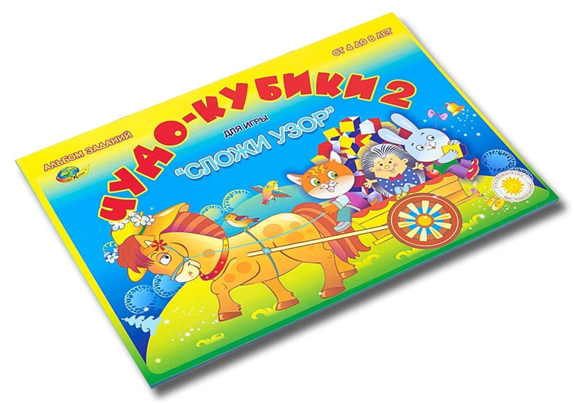 АЛЬБОМ ЗАДАНИЙ
ОТ 4 ДО 8 ЛЕТ
ЧУДО-КУБИКИ 2
ДЛЯ ИГРЫ
"СЛОЖИ УЗОР"